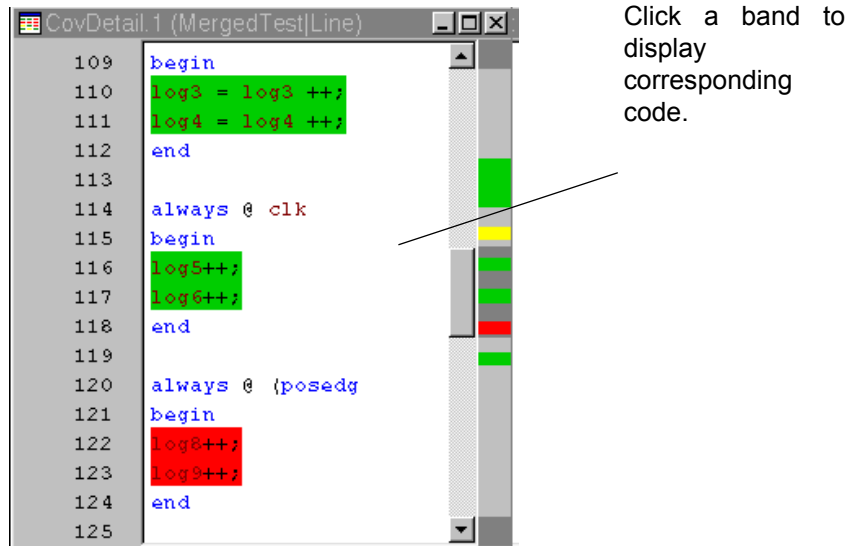 CovDetail.1 (MergedTest|Line)
109 begin
110 log3 = log3 ++;
111 log4 = log4 ++;
112 end
113
114 always @ clk
115 begin
116 log5++;
117 log6++;
118 end
119
120 always @ (posedg
121 begin
122 log8++;
123 log9++;
124 end
125
Click a band to
display
corresponding
code.